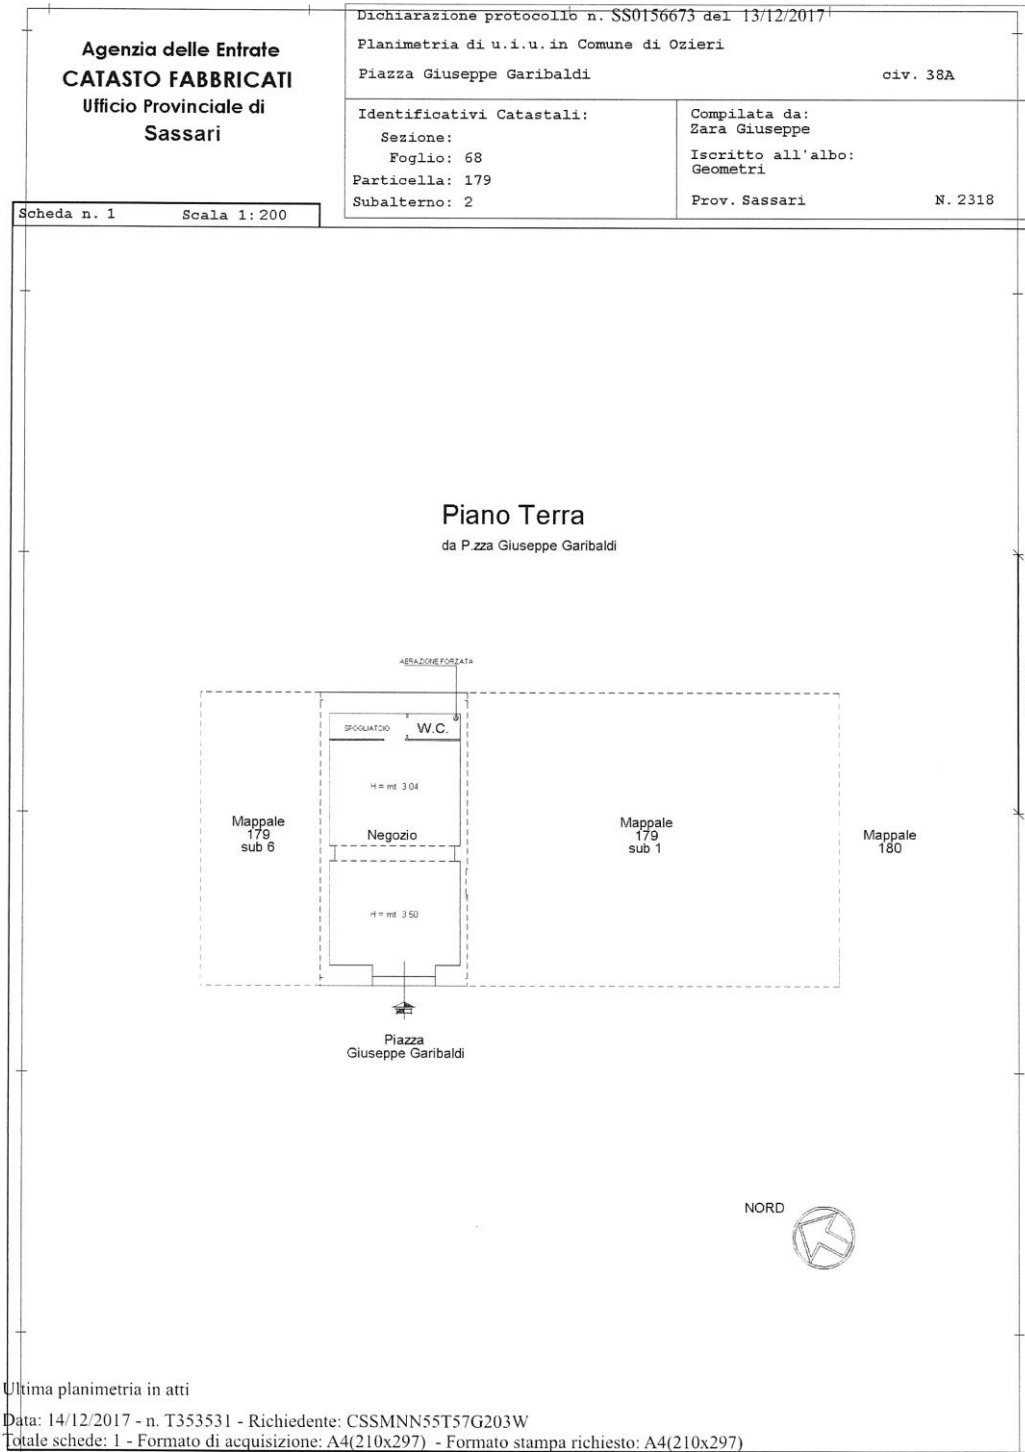 Agenzia delle Entrate
CATASTO FABBRICATI
Ufficio Provinciale di
Sassari
Dichiarazione protocollo n. SS0156673 del 13/12/2017
Planimetria di u.i.u. in Comune di Ozieri
Piazza Giuseppe Garibaldi civ. 38A
Identificativi Catastali:
Sezione:
Foglio: 68
Particella: 179
Subalterno: 2
Compilata da:
Zara Giuseppe
Iscritto all'albo:
Geometri
Prov. Sassari N. 2318
Scheda n. 1 Scala 1:200
Piano Terra
da P.zza Giuseppe Garibaldi
AERAZIONE FORZATA
SPOGLIATOIO W.C.
H = mt 3.04
Negozio
H = mt 3.50
Mappale
179
sub 6
Mappale
179
sub 1
Mappale
180
Piazza
Giuseppe Garibaldi
NORD
Ultima planimetria in atti
Data: 14/12/2017 - n. T353531 - Richiedente: CSSMNN55T57G203W
Totale schede: 1 - Formato di acquisizione: A4(210x297) - Formato stampa richiesto: A4(210x297)